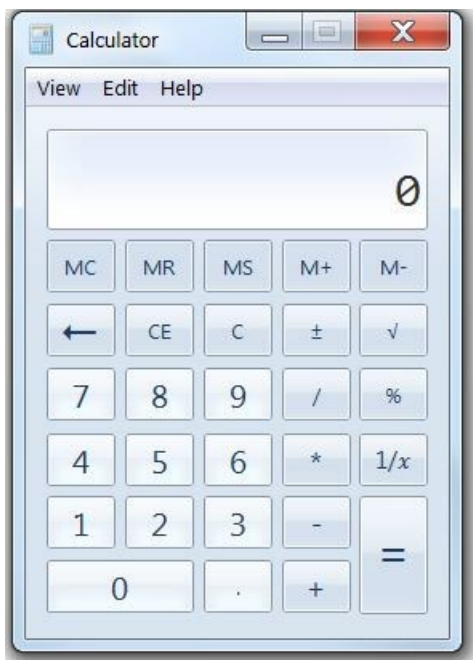 Calculator
View Edit Help
0
MC MR MS M+ M-
← CE C ± √
7 8 9 / %
4 5 6 * 1/x
1 2 3 - =
0 . +